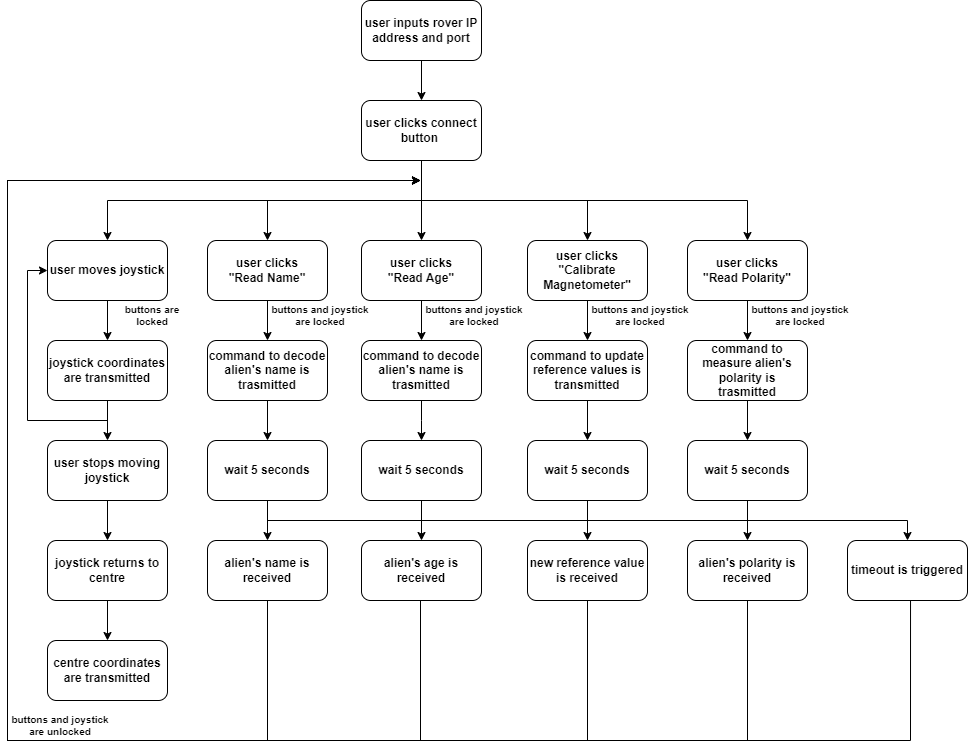 user inputs rover IP
address and port
user clicks connect
button
user moves joystick
user clicks
"Read Name"
user clicks
"Read Age"
user clicks
"Calibrate
Magnetometer"
user clicks
"Read Polarity"
buttons are
locked
buttons and joystick
are locked
buttons and joystick
are locked
buttons and joystick
are locked
buttons and joystick
are locked
joystick coordinates
are transmitted
command to decode
alien's name is
trasmitted
command to decode
alien's name is
trasmitted
command to update
reference values is
transmitted
command to
measure alien's
polarity is
trasmitted
user stops moving
joystick
wait 5 seconds
wait 5 seconds
wait 5 seconds
wait 5 seconds
joystick returns to
centre
alien's name is
received
alien's age is
received
new reference value
is received
alien's polarity is
received
timeout is triggered
centre coordinates
are transmitted
buttons and joystick
are unlocked